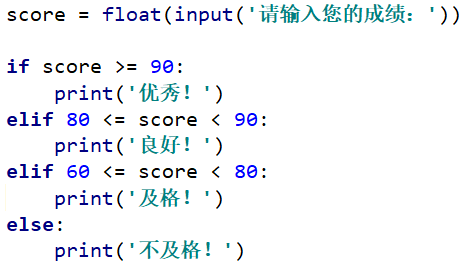 score = float(input('请输入您的成绩：'))
if score >= 90:
    print('优秀！')
elif 80 <= score < 90:
    print('良好！')
elif 60 <= score < 80:
    print('及格！')
else:
    print('不及格！')